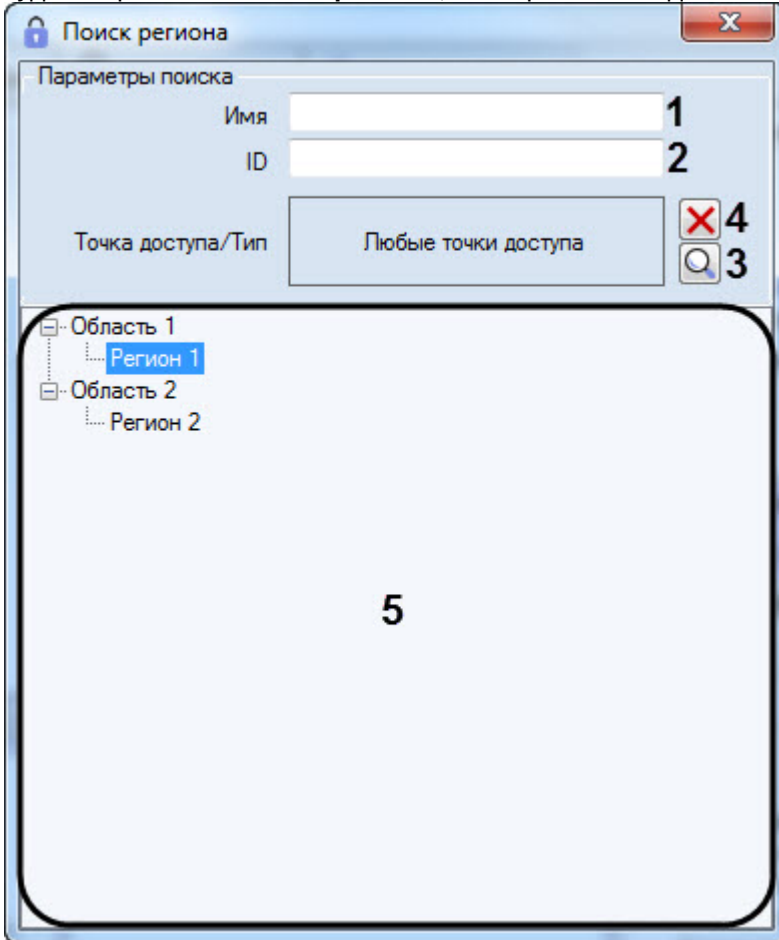 Поиск региона
Параметры поиска
Имя 1
ID 2
Точка доступа/Тип Любые точки доступа 4
3
Область 1
Регион 1
Область 2
Регион 2
5